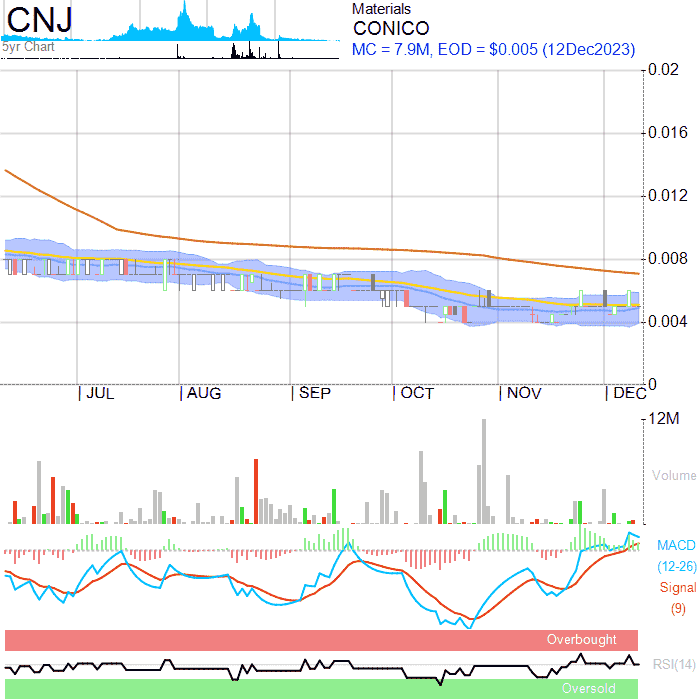 CNJ
5yr Chart
Materials
CONICO
MC = 7.9M, EOD = $0.005 (12Dec2023)
0.02
0.016
0.012
0.008
0.004
0
JUL AUG SEP OCT NOV DEC
12M
Volume
MACD
(12-26)
Signal
(9)
Overbought
RSI(14)
Oversold